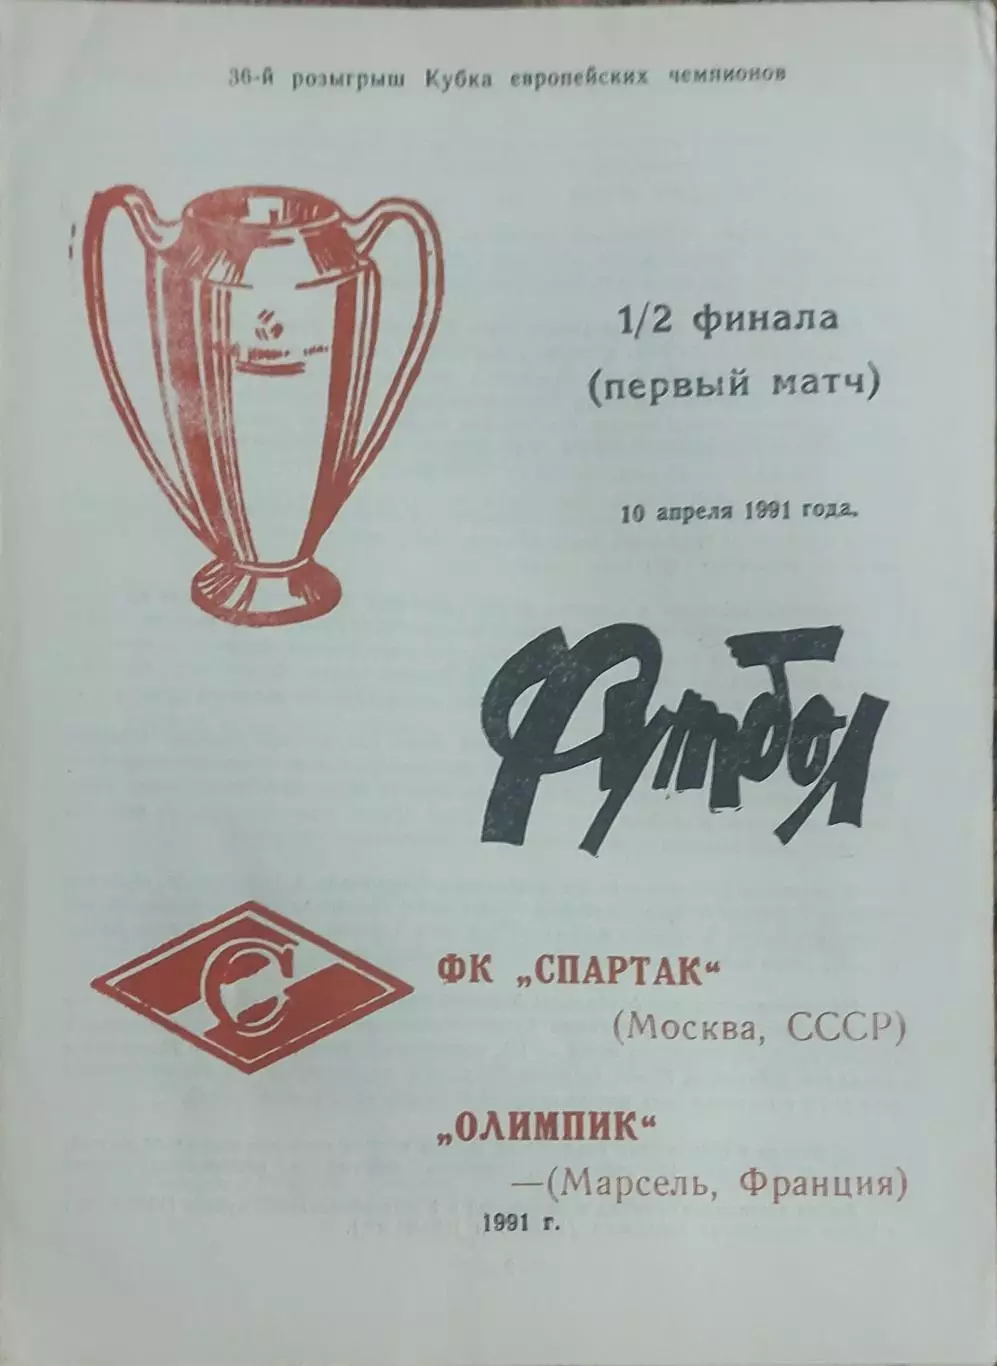 36-й розыгрыш Кубка европейских чемпионов
1/2 финала
(первый матч)
10 апреля 1991 года.
Футбол
С
ФК „СПАРТАК“
(Москва, СССР)
„ОЛИМПИК“
—(Марсель, Франция)
1991 г.